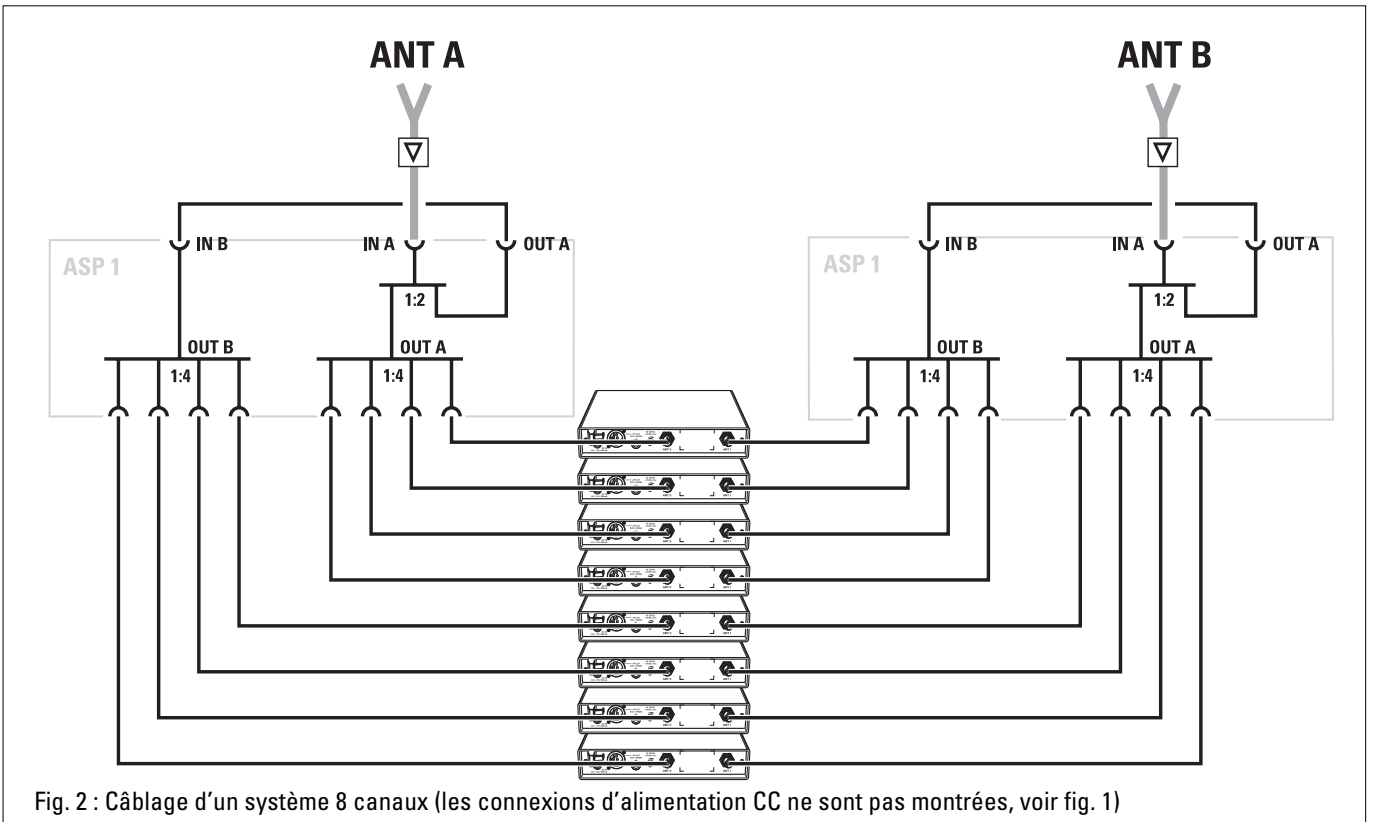 ANT A
ANT B
IN B
IN A
OUT A
IN B
IN A
OUT A
ASP 1
ASP 1
1:2
1:2
OUT B
OUT A
OUT B
OUT A
1:4
1:4
1:4
1:4
Fig. 2 : Câblage d’un système 8 canaux (les connexions d’alimentation CC ne sont pas montrées, voir fig. 1)